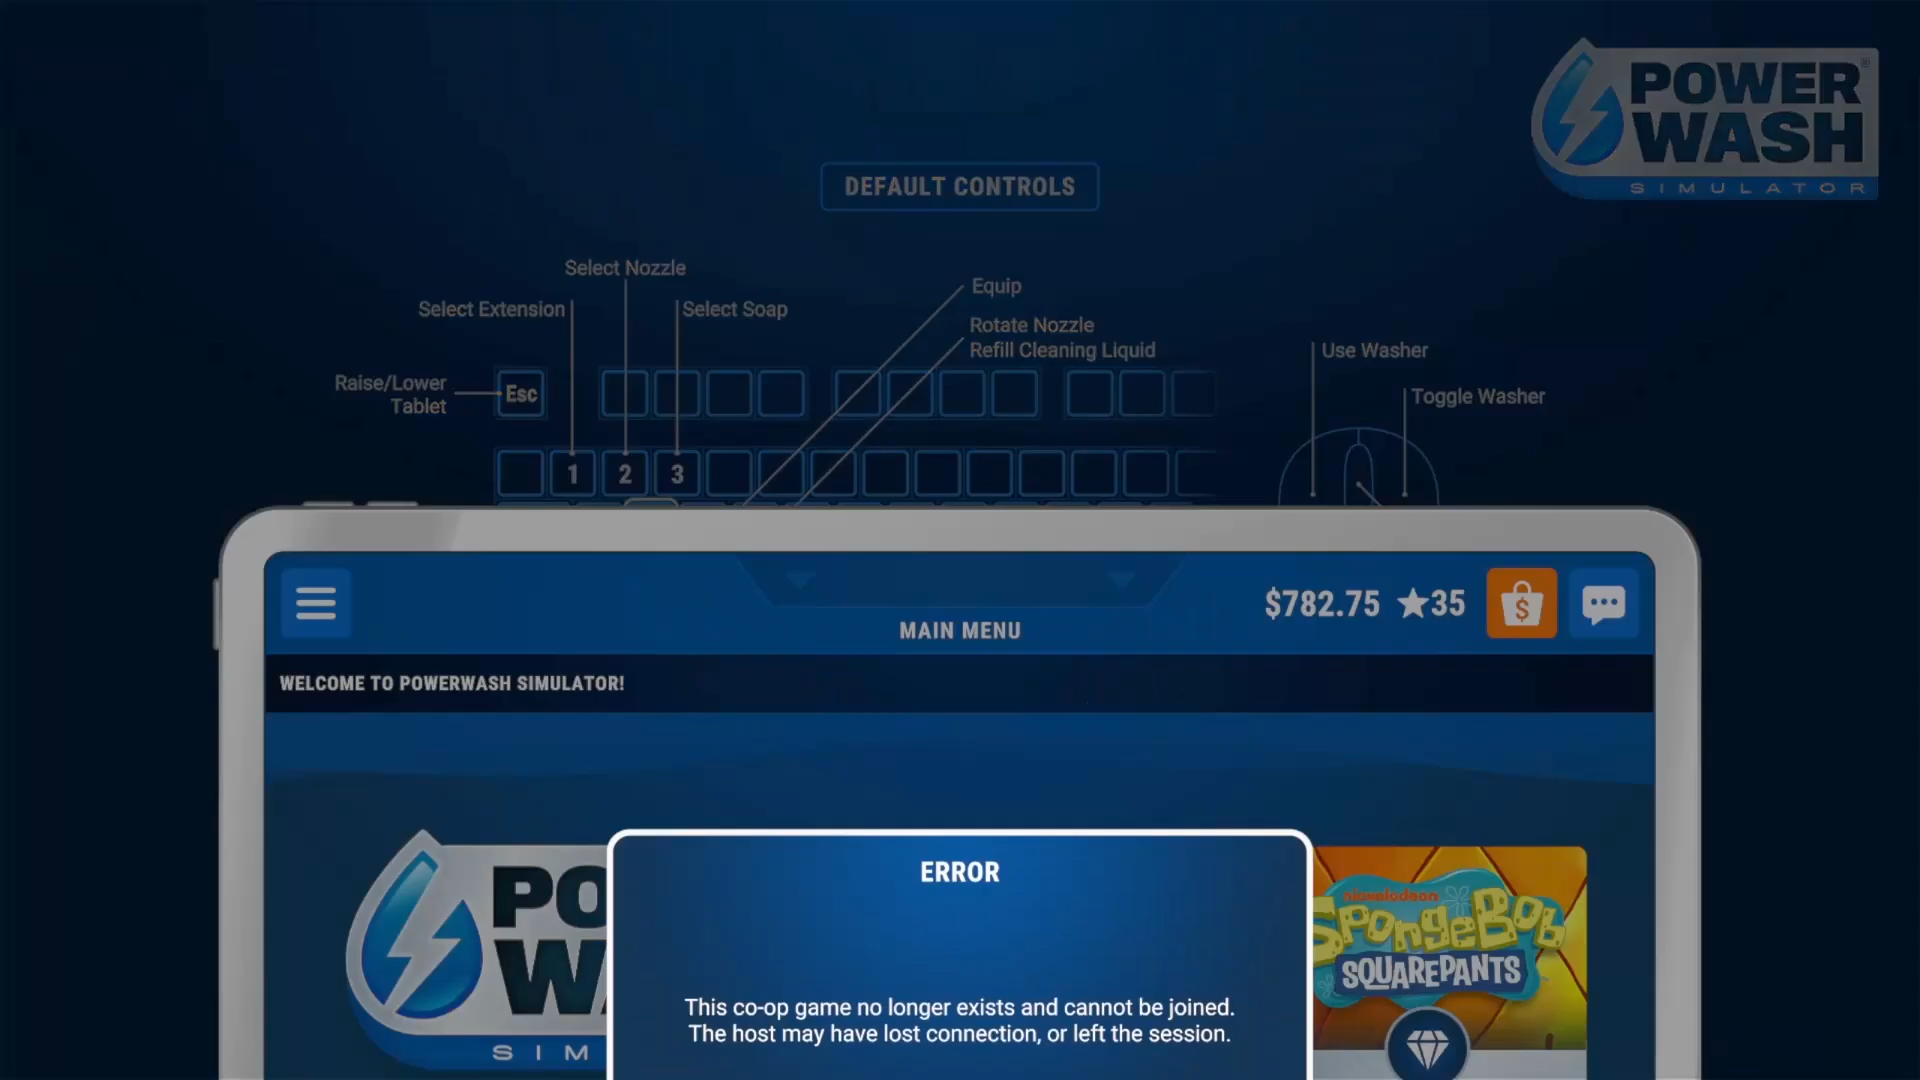 POWER
WASH
SIMULATOR
DEFAULT CONTROLS
Select Nozzle
Select Extension
Select Soap
Equip
Rotate Nozzle
Refill Cleaning Liquid
Use Washer
Toggle Washer
Raise/Lower
Tablet
Esc
1
2
3
$782.75
35
MAIN MENU
WELCOME TO POWERWASH SIMULATOR!
ERROR
This co-op game no longer exists and cannot be joined.
The host may have lost connection, or left the session.
PO
W
SIM
nickelodeon
SPongeBob
SQUAREPANTS